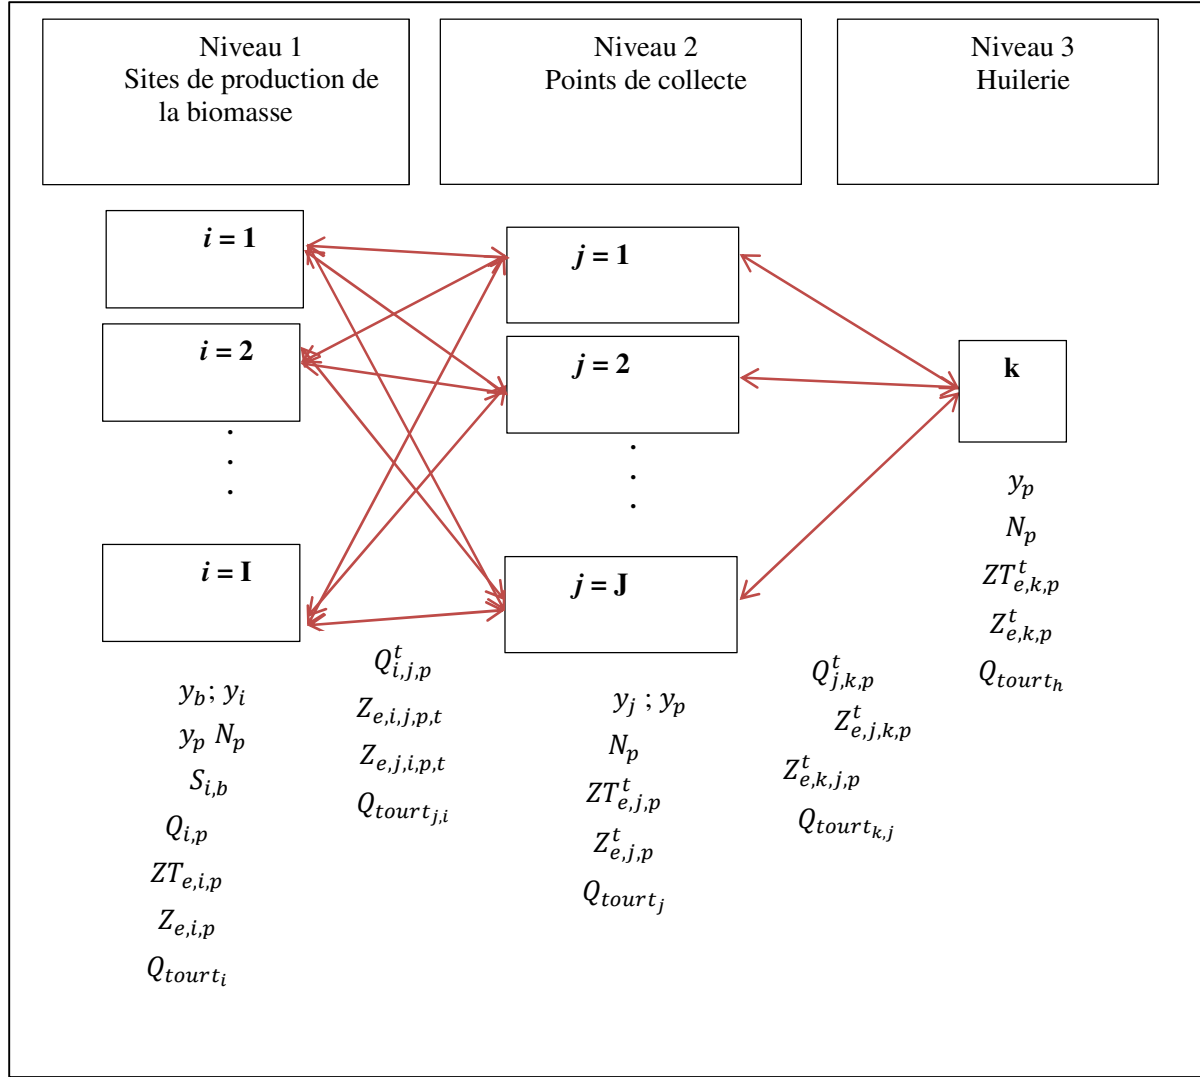 Niveau 1
Sites de production de
la biomasse
Niveau 2
Points de collecte
Niveau 3
Huilerie
i = 1
i = 2
.
.
.
i = I
j = 1
j = 2
.
.
.
j = J
k
y_b; y_i
y_p N_p
S_{i,b}
Q_{i,p}
ZT_{e,i,p}
Z_{e,i,p}
Q_{tourt_i}
Q^t_{i,j,p}
Z_{e,i,j,p,t}
Z_{e,j,i,p,t}
Q_{tourt_{j,i}}
y_j ; y_p
N_p
ZT^t_{e,j,p}
Z^t_{e,j,p}
Q_{tourt_j}
Q^t_{j,k,p}
Z^t_{e,j,k,p}
Z^t_{e,k,j,p}
Q_{tourt_{k,j}}
y_p
N_p
ZT^t_{e,k,p}
Z^t_{e,k,p}
Q_{tourt_h}